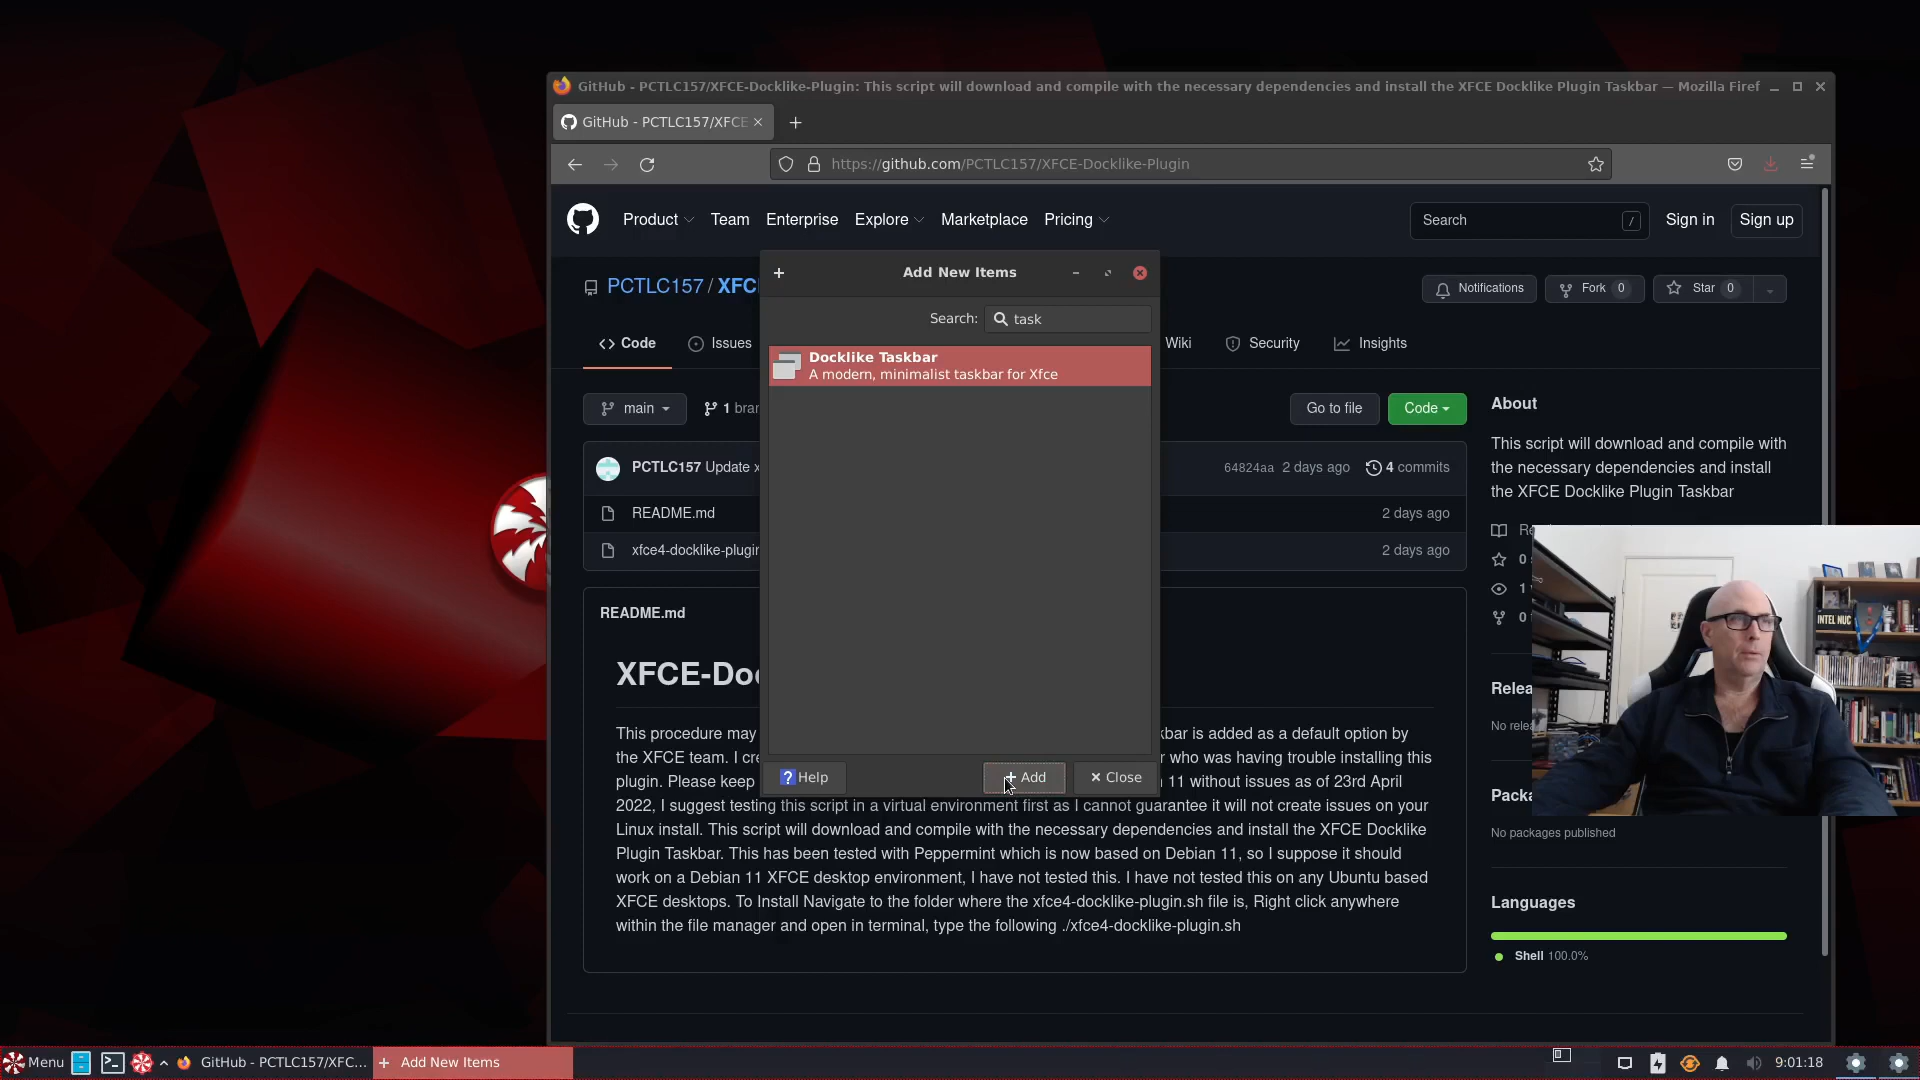 GitHub - PCTLC157/XFCE-Docklike-Plugin: This script will download and compile with the necessary dependencies and install the XFCE Docklike Plugin Taskbar — Mozilla Firef
GitHub - PCTLC157/XFCE
https://github.com/PCTLC157/XFCE-Docklike-Plugin
Product
Team
Enterprise
Explore
Marketplace
Pricing
Search /
Sign in
Sign up
PCTLC157 / XFC
Notifications
Fork 0
Star 0
Add New Items
Search: task
Docklike Taskbar
A modern, minimalist taskbar for Xfce
? Help
Add
Close
Code
Issues
Wiki
Security
Insights
main
1 bran
Go to file
Code
PCTLC157 Update x
64824aa 2 days ago
4 commits
README.md
2 days ago
xfce4-docklike-plugin
2 days ago
README.md
XFCE-Do
This procedure may
kbar is added as a default option by
the XFCE team. I cre
r who was having trouble installing this
plugin. Please keep
11 without issues as of 23rd April
2022, I suggest testing this script in a virtual environment first as I cannot guarantee it will not create issues on your
Linux install. This script will download and compile with the necessary dependencies and install the XFCE Docklike
Plugin Taskbar. This has been tested with Peppermint which is now based on Debian 11, so I suppose it should
work on a Debian 11 XFCE desktop environment, I have not tested this. I have not tested this on any Ubuntu based
XFCE desktops. To Install Navigate to the folder where the xfce4-docklike-plugin.sh file is, Right click anywhere
within the file manager and open in terminal, type the following ./xfce4-docklike-plugin.sh
About
This script will download and compile with
the necessary dependencies and install
the XFCE Docklike Plugin Taskbar
Re
0
1
0
Relea
No relea
Packa
No packages published
Languages
Shell 100.0%
INTEL NUC
Menu
GitHub - PCTLC157/XFC...
Add New Items
9:01:18